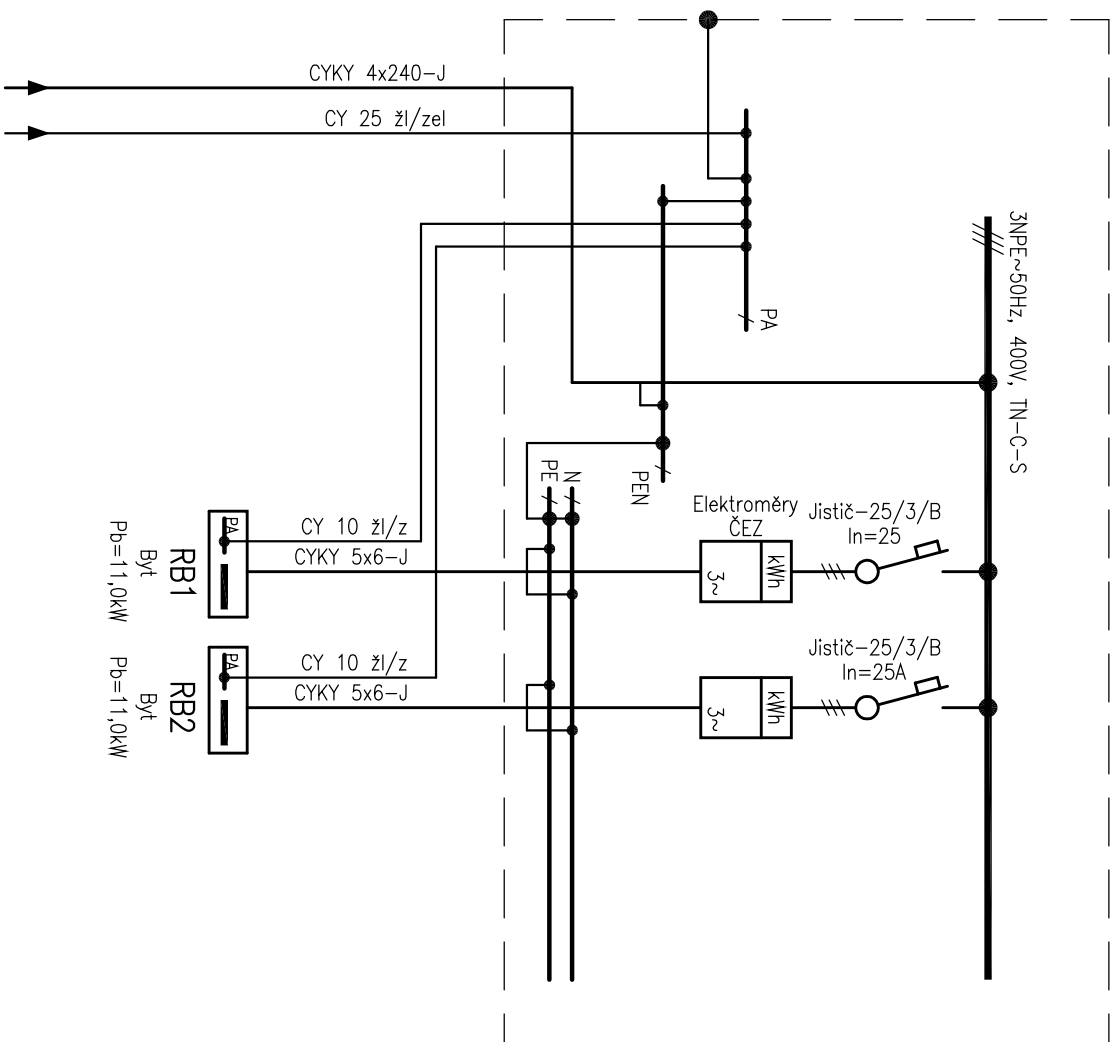 CYKY 4x240-J
CY 25 žl/zel
3NPE~50Hz, 400V, TN-C-S
PA
PEN
PE
N
Elektroměry
ČEZ
Jistič-25/3/B
In=25
kWh
3~
CY 10 žl/z
CYKY 5x6-J
PA
RB1
Byt
Pb=11,0kW
Jistič-25/3/B
In=25A
kWh
3~
CY 10 žl/z
CYKY 5x6-J
PA
RB2
Byt
Pb=11,0kW